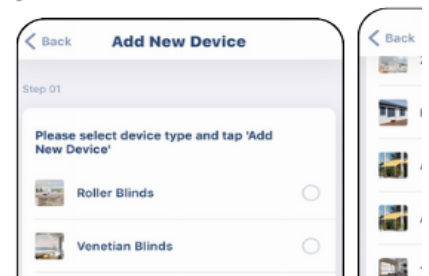 Back Add New Device
Step 01
Please select device type and tap 'Add
New Device'
Roller Blinds
Venetian Blinds
Back